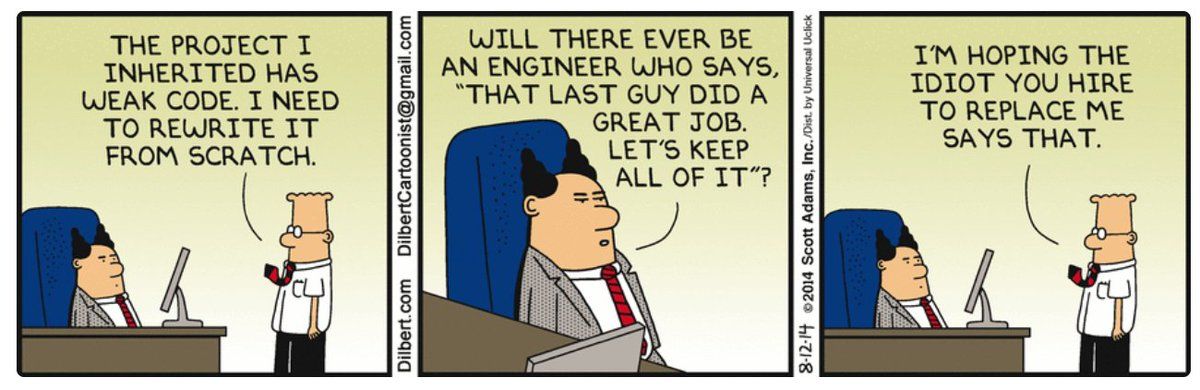 THE PROJECT I
INHERITED HAS
WEAK CODE. I NEED
TO REWRITE IT
FROM SCRATCH.
Dilbert.com DilbertCartoonist@gmail.com
WILL THERE EVER BE
AN ENGINEER WHO SAYS,
"THAT LAST GUY DID A
GREAT JOB.
LET'S KEEP
ALL OF IT"?
8-12-14 ©2014 Scott Adams, Inc. /Dist. by Universal Uclick
I'M HOPING THE
IDIOT YOU HIRE
TO REPLACE ME
SAYS THAT.